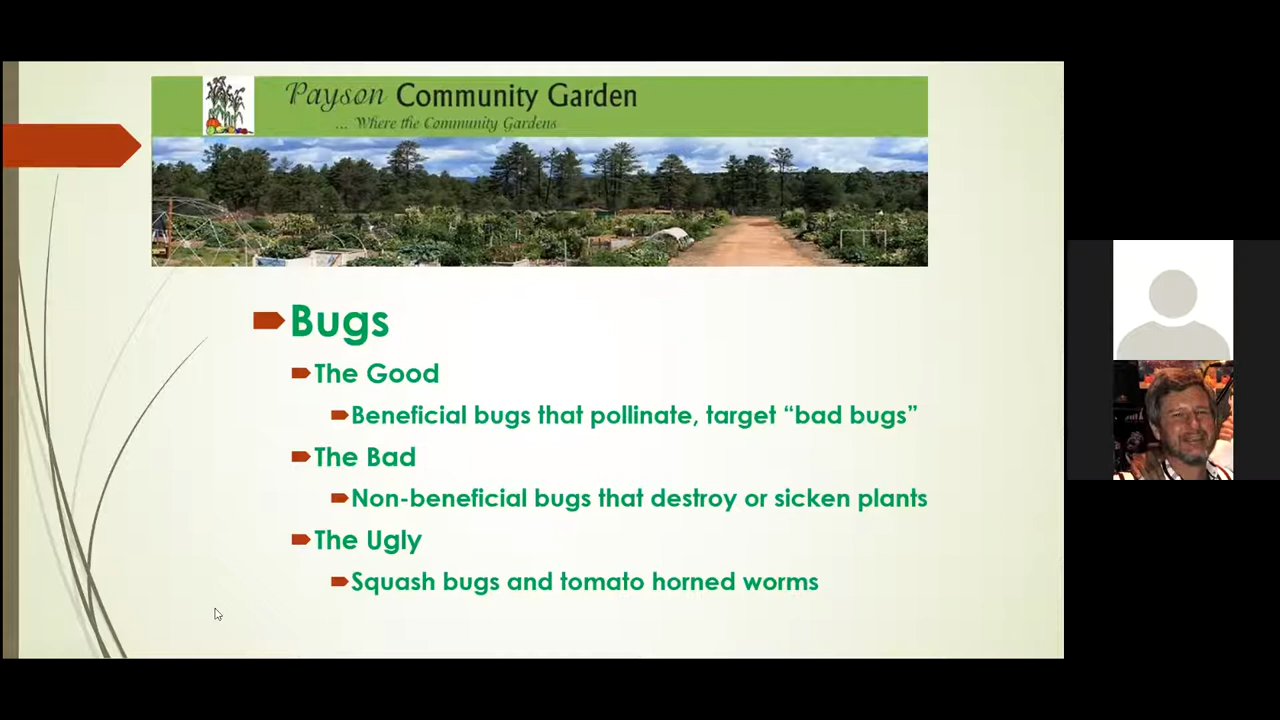 Payson Community Garden
... Where the Community Gardens
Bugs
The Good
Beneficial bugs that pollinate, target “bad bugs”
The Bad
Non-beneficial bugs that destroy or sicken plants
The Ugly
Squash bugs and tomato horned worms